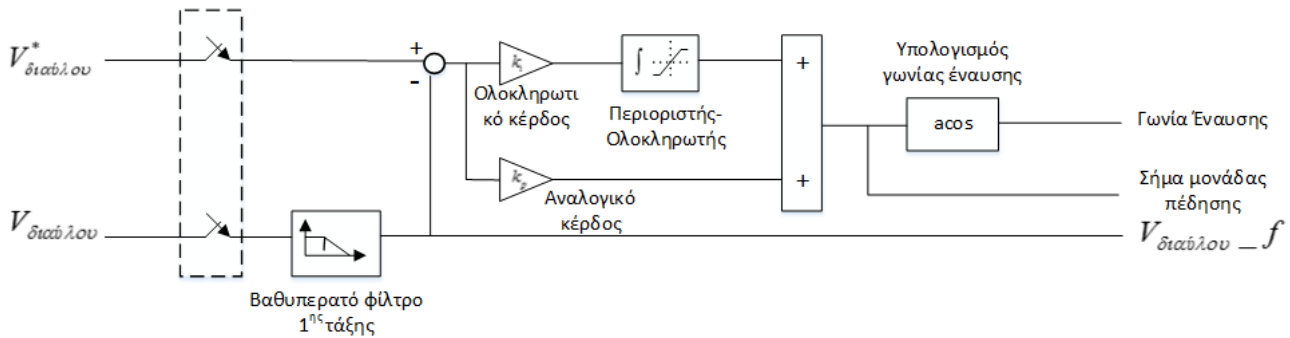 V*διαύλου
+
-
kᵢ
Ολοκληρωτι
κό κέρδος
∫
Περιοριστής-
Ολοκληρωτής
+
+
Υπολογισμός
γωνίας έναυσης
acos
Γωνία Έναυσης
kₚ
Αναλογικό
κέρδος
Σήμα μονάδας
πέδησης
Vδιαύλου
Vδιαύλου _ f
Βαθυπερατό φίλτρο
1ης τάξης